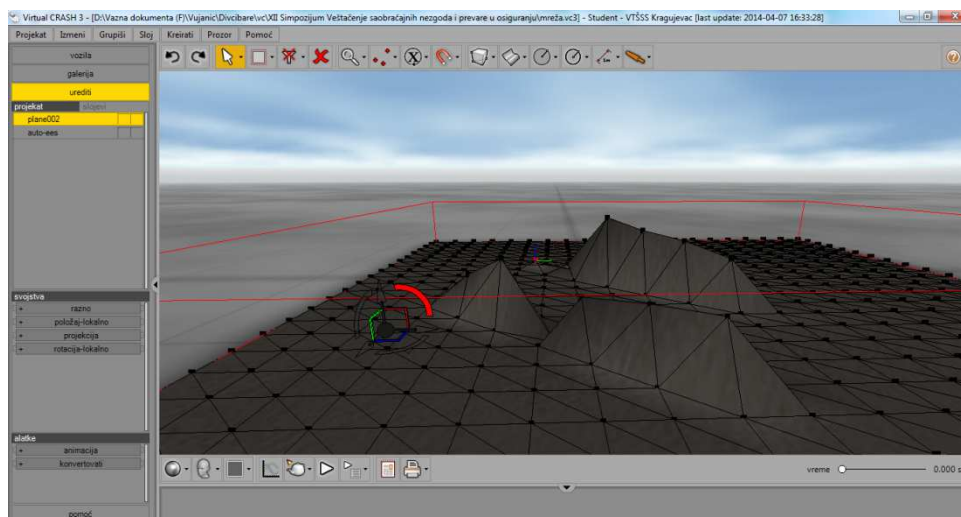 Virtual CRASH 3 - [D:\Vazna dokumenta (F)\Vujanic\Divcibare\vc\XII Simpozijum Veštačenje saobraćajnih nezgoda i prevare u osiguranju\mreža.vc3] - Student - VTŠSS Kragujevac [last update: 2014-04-07 16:33:28]
Projekat Izmeni Grupiši Sloj Kreirati Prozor Pomoć
vozila
galerija
urediti
projekat slojevi
plane002
auto-ees
svojstva
+ razno
+ položaj-lokalno
+ projekcija
+ rotacija-lokalno
alatke
+ animacija
+ konvertovati
pomoć
vreme 0.000 s